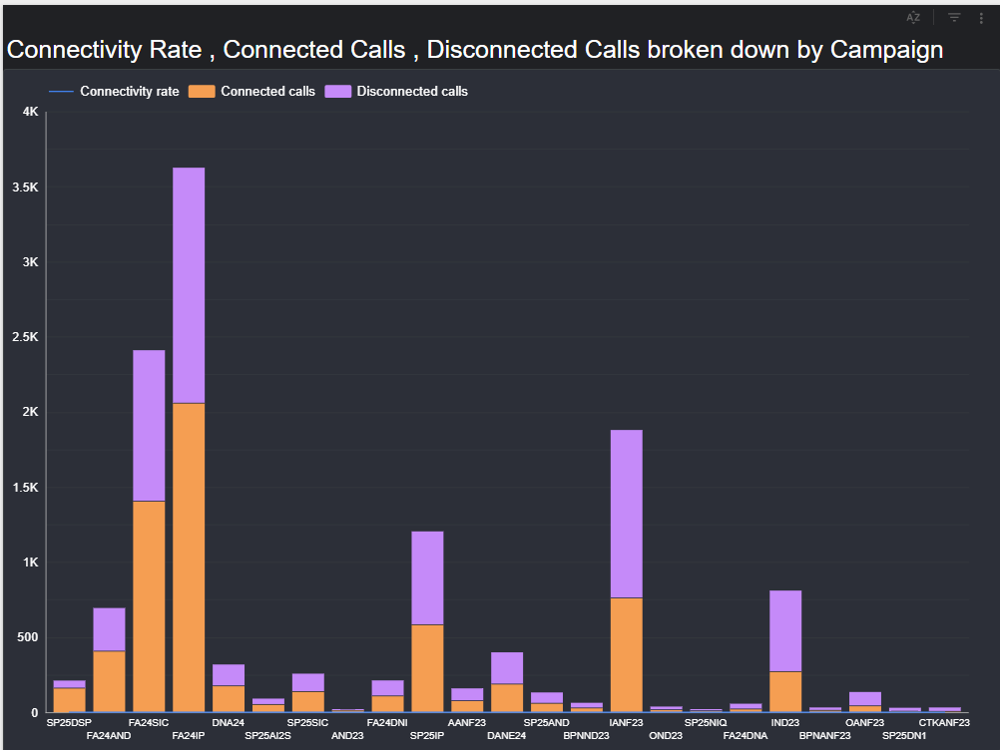 AZ
Connectivity Rate , Connected Calls , Disconnected Calls broken down by Campaign
Connectivity rate Connected calls Disconnected calls
4K
3.5K
3K
2.5K
2K
1.5K
1K
500
0
SP25DSP FA24SIC DNA24 SP25SIC FA24DNI SP25IP DANE24 BPNND23 OND23 FA24DNA BPNANF23 SP25DN1
FA24AND FA24IP SP25AI2S AND23 AANF23 SP25AND IANF23 SP25NIQ IND23 OANF23 CTKANF23